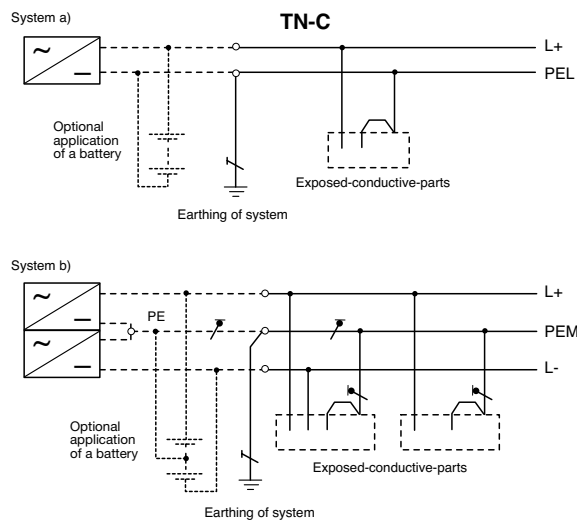 System a)
TN-C
L+
PEL
Optional
application
of a battery
Exposed-conductive-parts
Earthing of system
System b)
L+
PE
PEM
L-
Optional
application
of a battery
Exposed-conductive-parts
Earthing of system